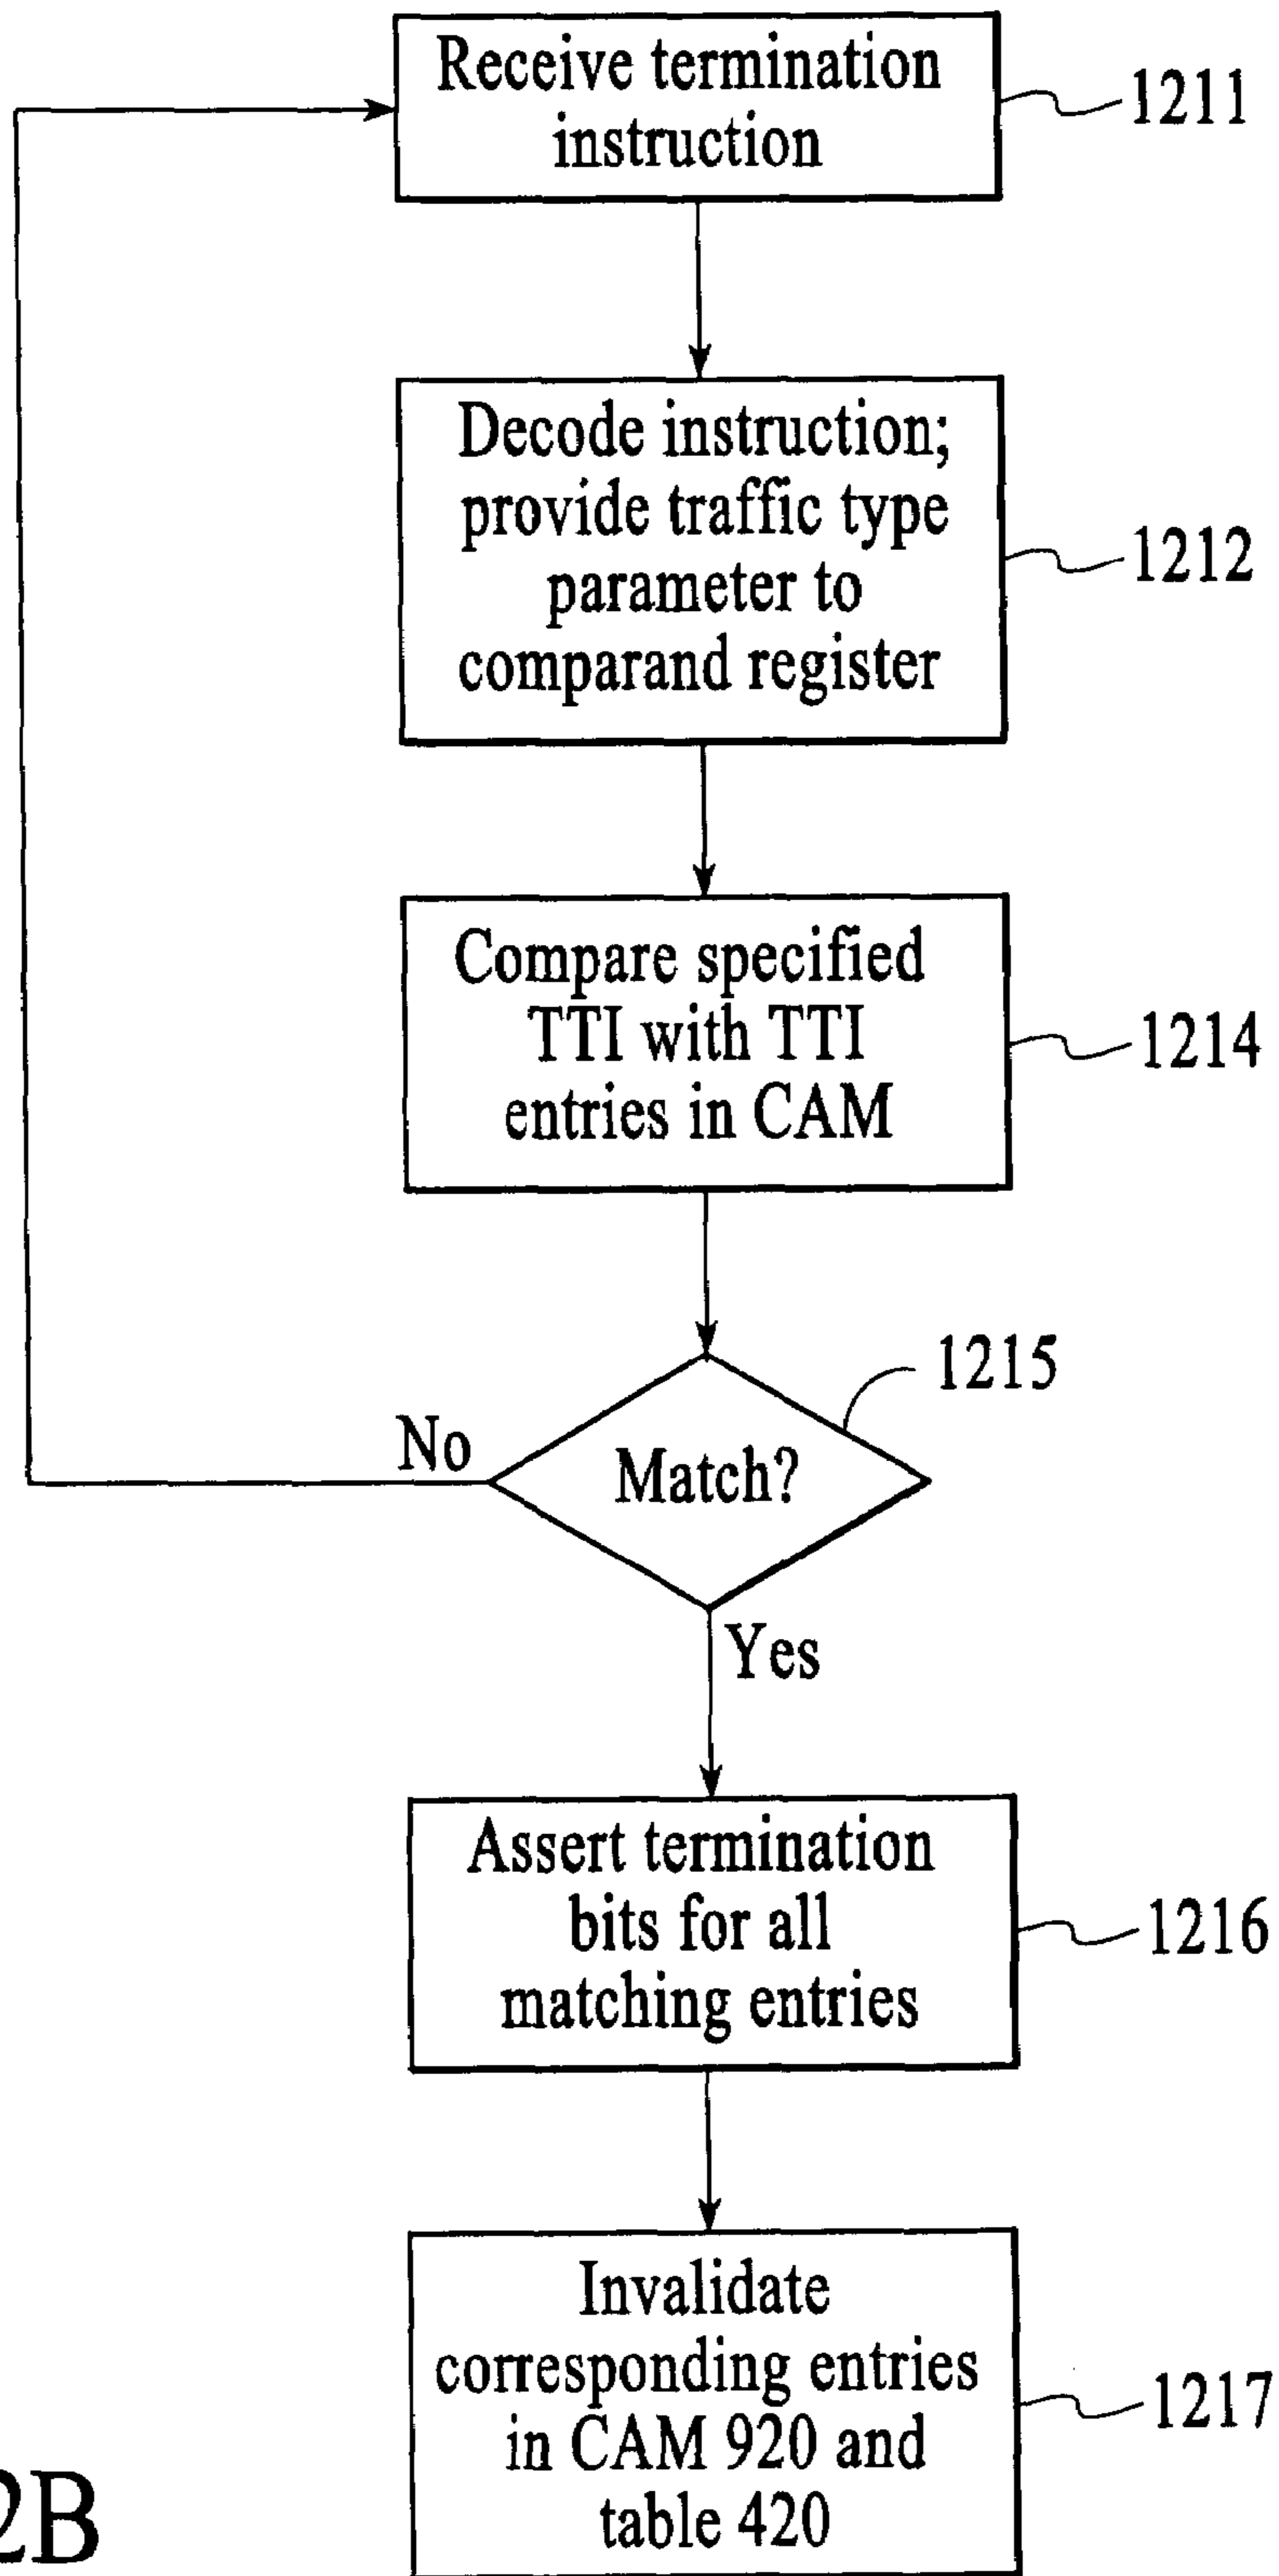 Receive termination
instruction
1211
Decode instruction;
provide traffic type
parameter to
comparand register
1212
Compare specified
TTI with TTI
entries in CAM
1214
1215
Match?
No
Yes
Assert termination
bits for all
matching entries
1216
Invalidate
corresponding entries
in CAM 920 and
table 420
1217
2B